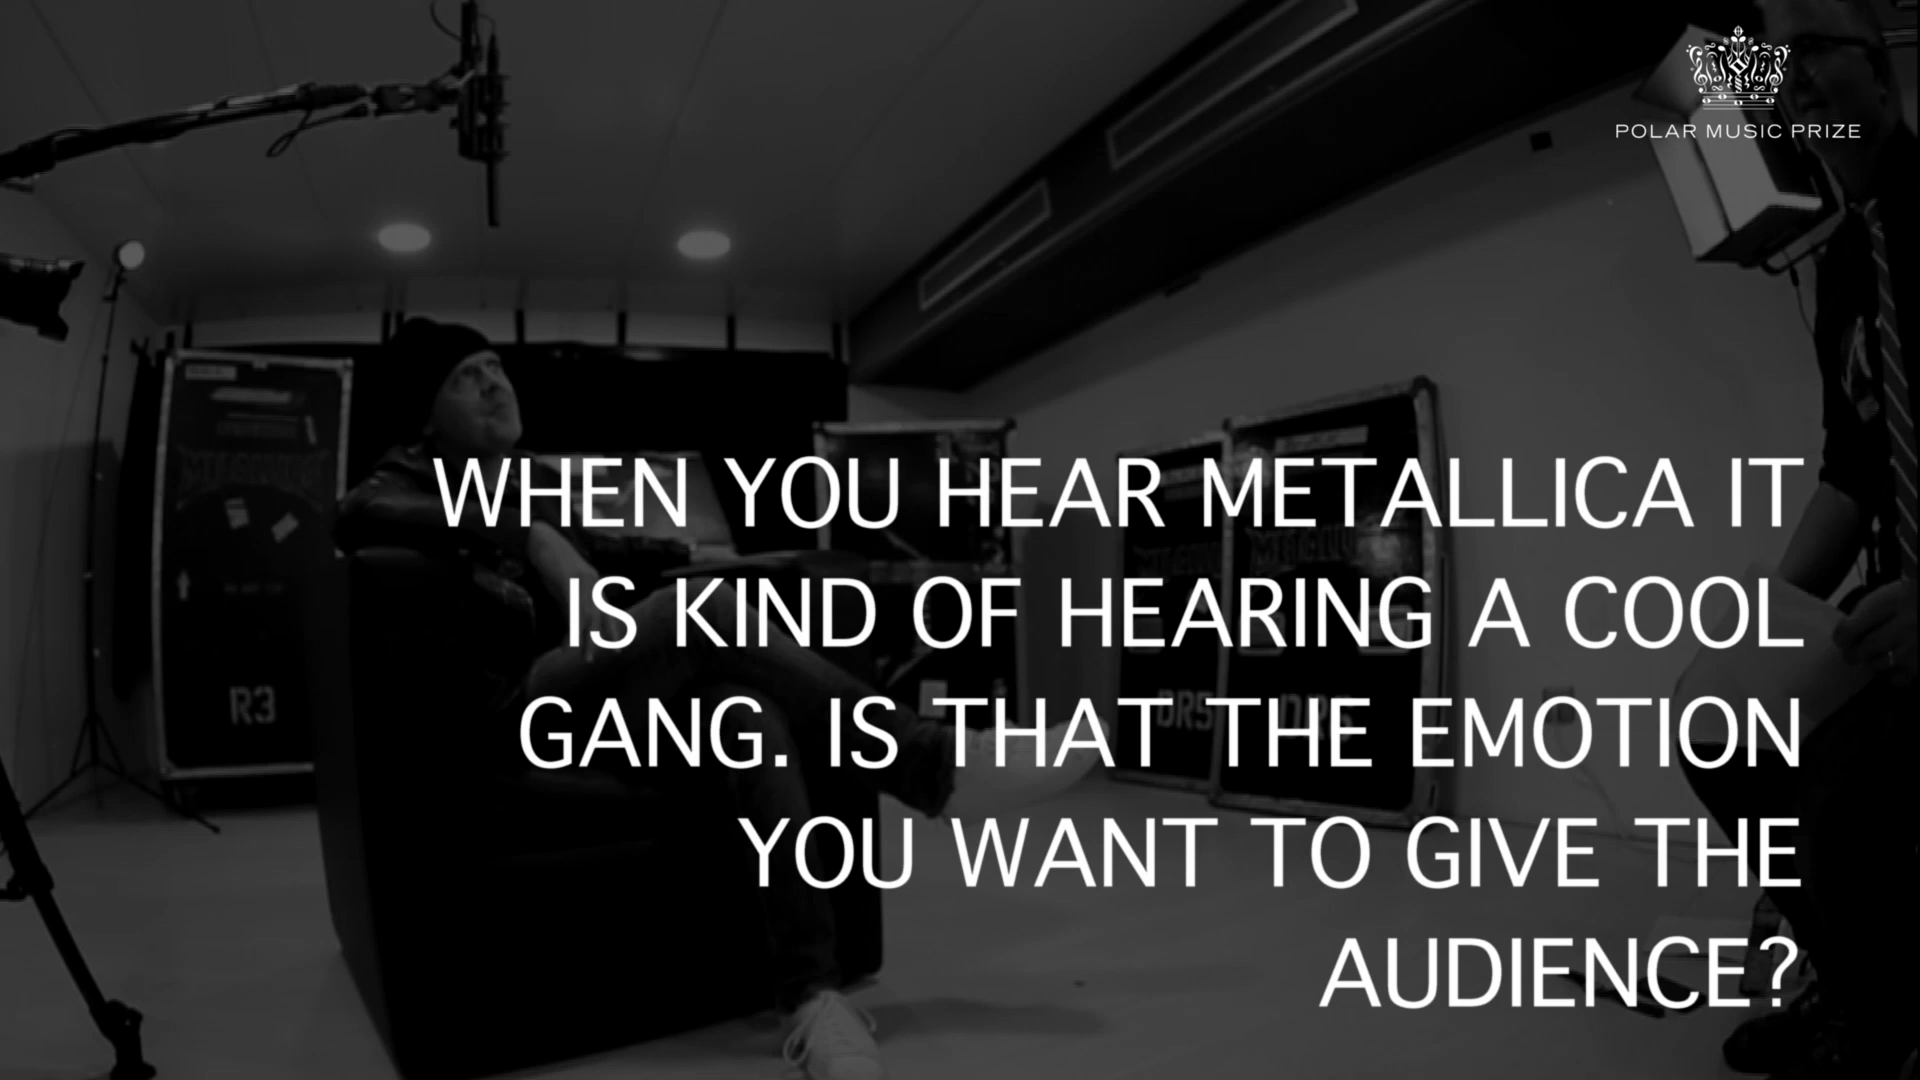 POLAR MUSIC PRIZE
WHEN YOU HEAR METALLICA IT
IS KIND OF HEARING A COOL
GANG. IS THAT THE EMOTION
YOU WANT TO GIVE THE
AUDIENCE?
R3